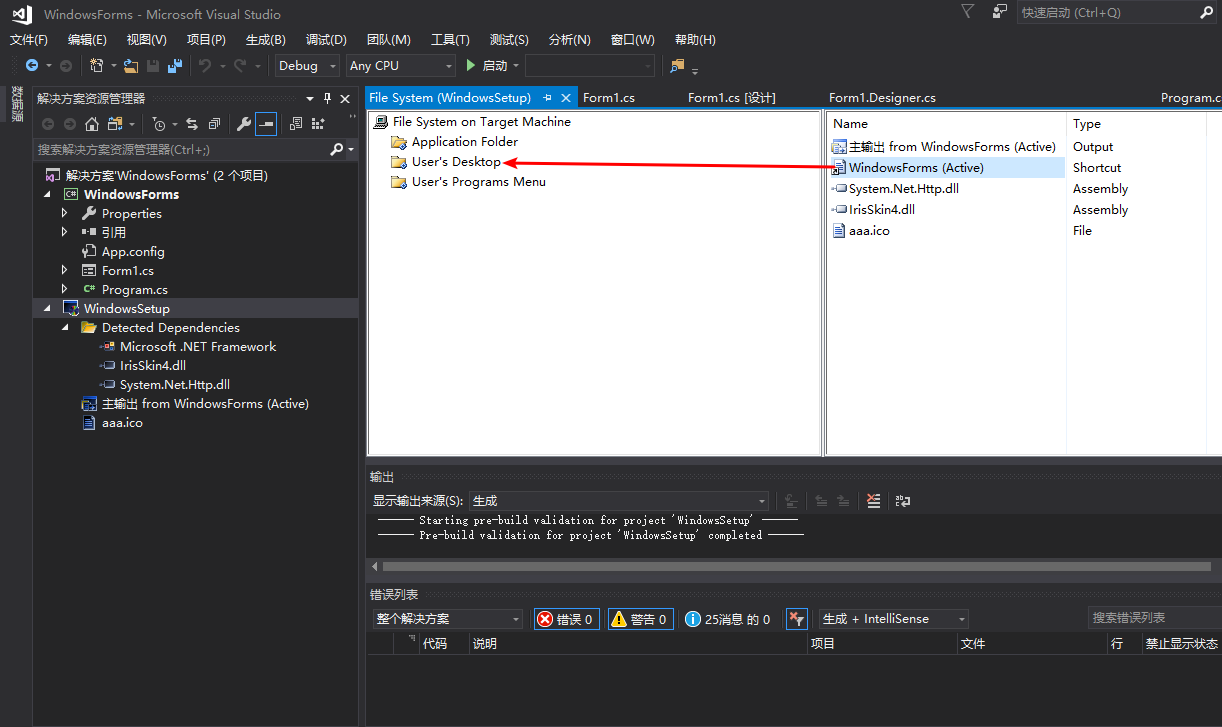 WindowsForms - Microsoft Visual Studio
快速启动 (Ctrl+Q)
文件(F) 编辑(E) 视图(V) 项目(P) 生成(B) 调试(D) 团队(M) 工具(T) 测试(S) 分析(N) 窗口(W) 帮助(H)
Debug Any CPU 启动
数据源
解决方案资源管理器
搜索解决方案资源管理器(Ctrl+;)
解决方案'WindowsForms' (2 个项目)
WindowsForms
Properties
引用
App.config
Form1.cs
Program.cs
WindowsSetup
Detected Dependencies
Microsoft .NET Framework
IrisSkin4.dll
System.Net.Http.dll
主输出 from WindowsForms (Active)
aaa.ico
File System (WindowsSetup) Form1.cs Form1.cs [设计] Form1.Designer.cs Program.c
File System on Target Machine
Application Folder
User's Desktop
User's Programs Menu
Name Type
主输出 from WindowsForms (Active) Output
WindowsForms (Active) Shortcut
System.Net.Http.dll Assembly
IrisSkin4.dll Assembly
aaa.ico File
输出
显示输出来源(S): 生成
------ Starting pre-build validation for project 'WindowsSetup' ------
------ Pre-build validation for project 'WindowsSetup' completed ------
错误列表
整个解决方案 错误 0 警告 0 25消息 的 0 生成 + IntelliSense 搜索错误列表
代码 说明 项目 文件 行 禁止显示状态